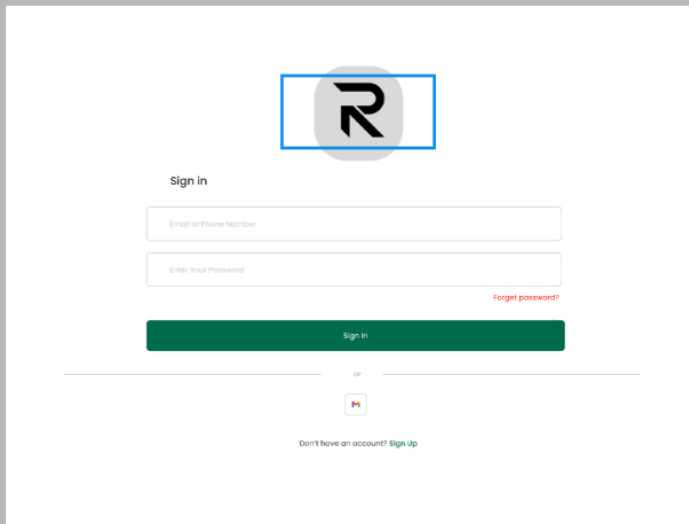 R
Sign in
Email or Phone Number
Enter Your Password
Forget password?
Sign In
or
Don't have an account? Sign Up